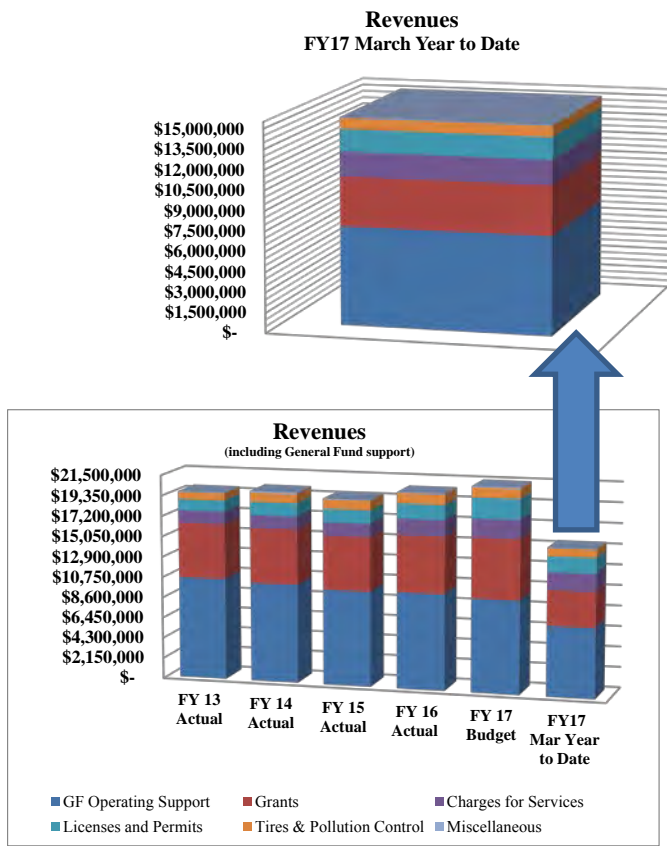 Revenues
FY17 March Year to Date
$15,000,000
$13,500,000
$12,000,000
$10,500,000
$9,000,000
$7,500,000
$6,000,000
$4,500,000
$3,000,000
$1,500,000
$-
Revenues
(including General Fund support)
$21,500,000
$19,350,000
$17,200,000
$15,050,000
$12,900,000
$10,750,000
$8,600,000
$6,450,000
$4,300,000
$2,150,000
$-
FY 13
Actual
FY 14
Actual
FY 15
Actual
FY 16
Actual
FY 17
Budget
FY17
Mar Year
to Date
GF Operating Support
Grants
Charges for Services
Licenses and Permits
Tires & Pollution Control
Miscellaneous